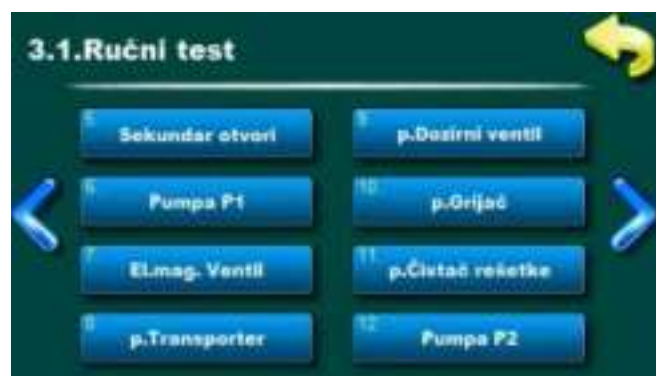 3.1.Ručni test
5
Sekundar otvori
6
Pumpa P1
7
El.mag. Ventil
8
p.Transporter
9
p.Dozirni ventil
10
p.Grijač
11
p.Čistač rešetke
12
Pumpa P2